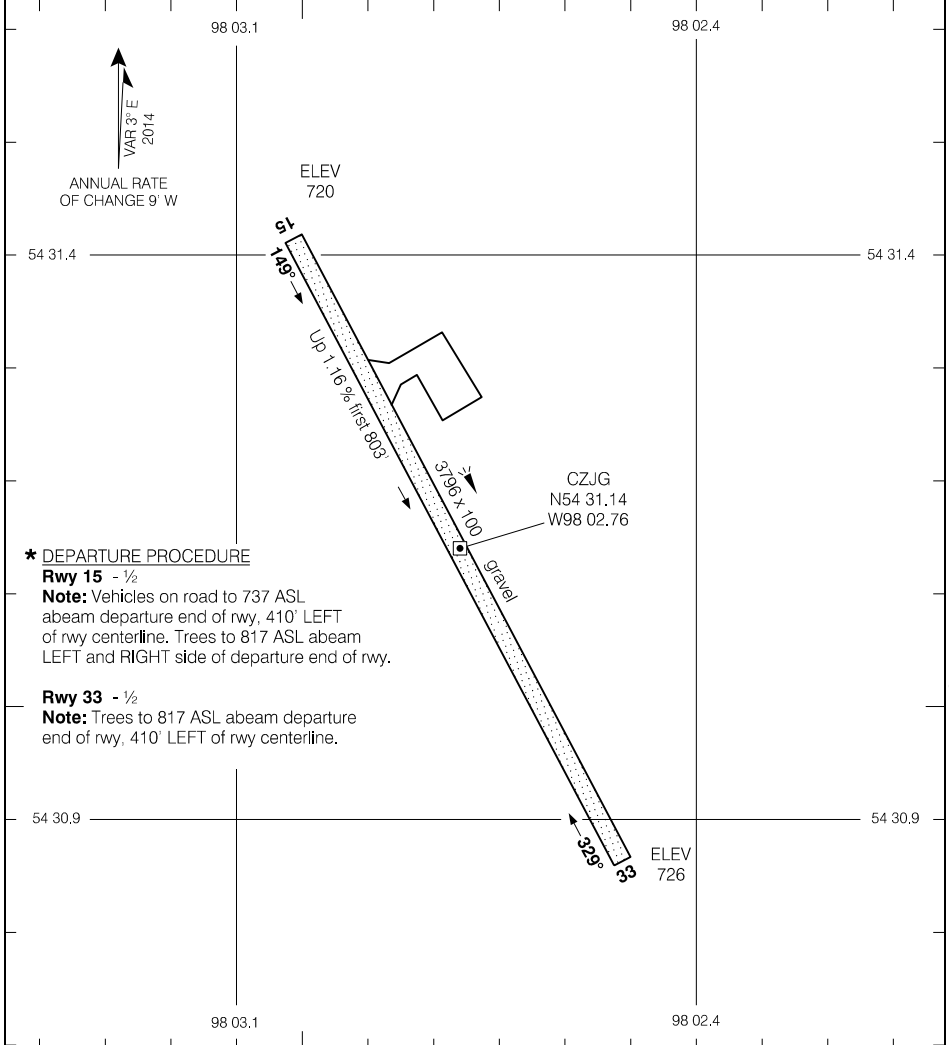 98 03.1
98 02.4
VAR 3° E
2014
ANNUAL RATE
OF CHANGE 9' W
ELEV
720
15
54 31.4
54 31.4
149°
Up 1.16 % first 803'
3796 x 100
gravel
CZJG
N54 31.14
W98 02.76
* DEPARTURE PROCEDURE
Rwy 15 - ½
Note: Vehicles on road to 737 ASL
abeam departure end of rwy, 410' LEFT
of rwy centerline. Trees to 817 ASL abeam
LEFT and RIGHT side of departure end of rwy.
Rwy 33 - ½
Note: Trees to 817 ASL abeam departure
end of rwy, 410' LEFT of rwy centerline.
54 30.9
54 30.9
329°
33
ELEV
726
98 03.1
98 02.4